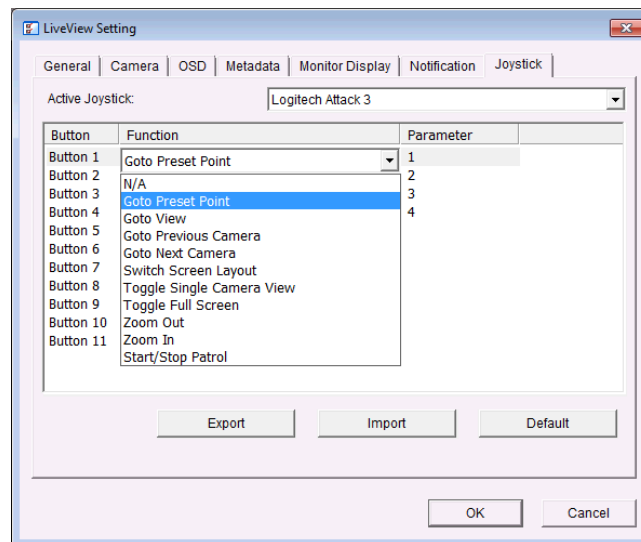 LiveView Setting
General Camera OSD Metadata Monitor Display Notification Joystick
Active Joystick: Logitech Attack 3
Button Function Parameter
Button 1 Goto Preset Point 1
Button 2 2
N/A
Button 3 Goto Preset Point 3
Button 4 Goto View 4
Button 5 Goto Previous Camera
Button 6 Goto Next Camera
Button 7 Switch Screen Layout
Button 8 Toggle Single Camera View
Button 9 Toggle Full Screen
Button 10 Zoom Out
Button 11 Zoom In
Start/Stop Patrol
Export Import Default
OK Cancel